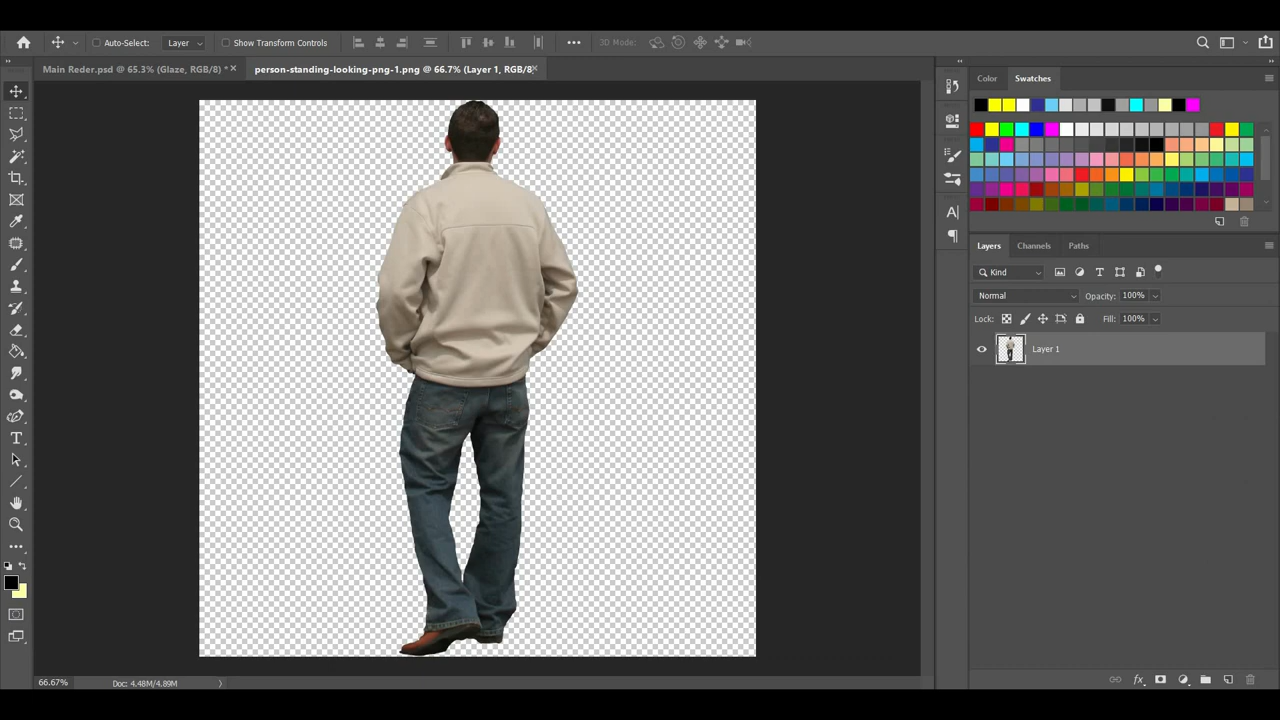 Auto-Select: Layer Show Transform Controls 3D Mode:
Main Reder.psd @ 65.3% (Glaze, RGB/8) * person-standing-looking-png-1.png @ 66.7% (Layer 1, RGB/8)
Color Swatches
Layers Channels Paths
Kind
Normal Opacity: 100%
Lock: Fill: 100%
Layer 1
66.67% Doc: 4.48M/4.89M